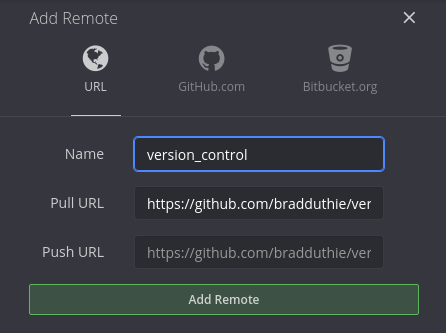 Add Remote
URL
GitHub.com
Bitbucket.org
Name
version_control
Pull URL
https://github.com/bradduthie/ver
Push URL
https://github.com/bradduthie/ver
Add Remote